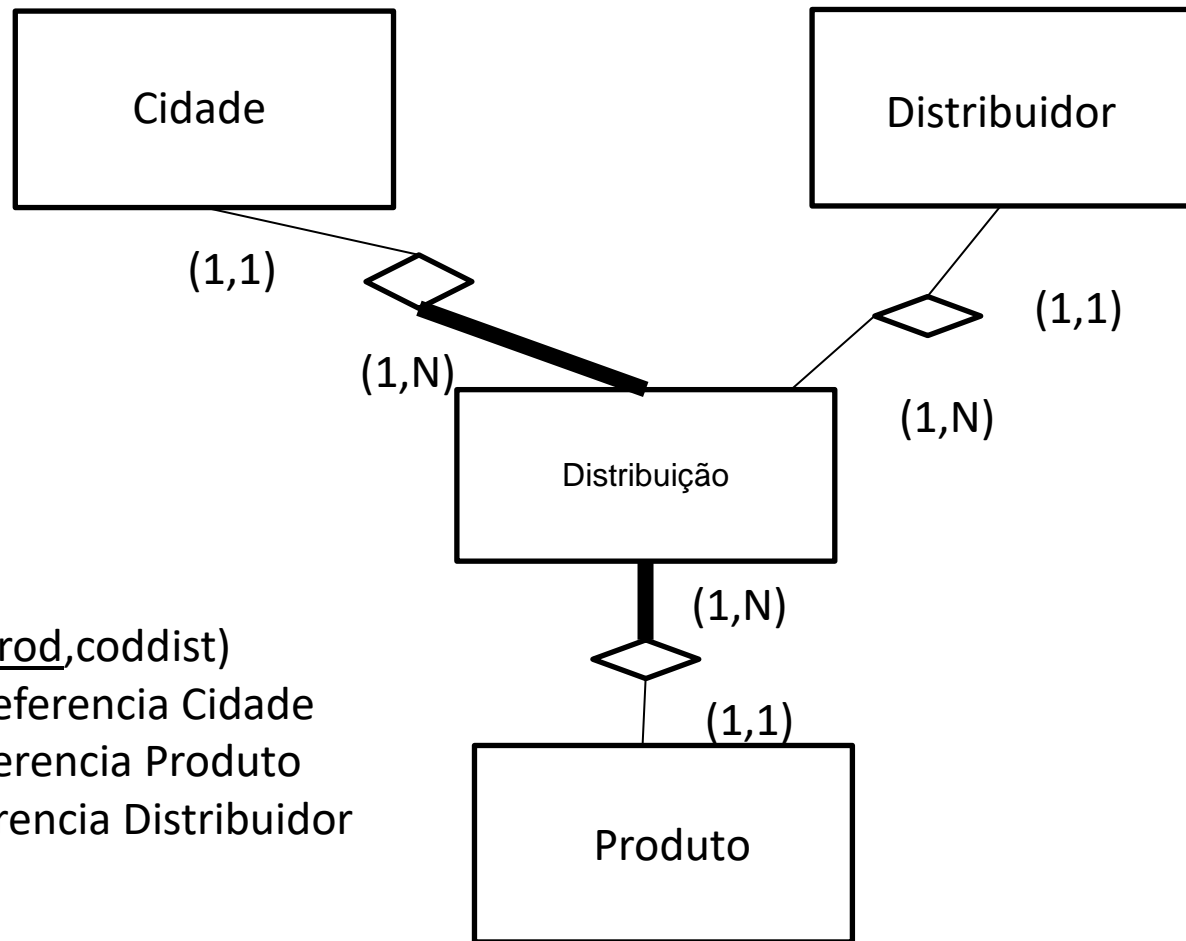 Cidade
Distribuidor
(1,1)
(1,1)
(1,N)
(1,N)
Distribuição
(1,N)
rod,coddist)
eferencia Cidade
(1,1)
erencia Produto
rencia Distribuidor
Produto